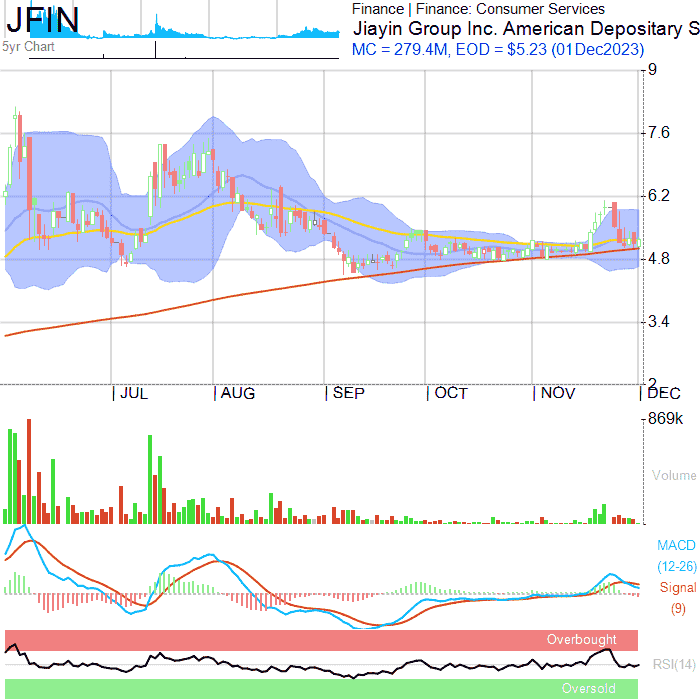 JFIN
5yr Chart
Finance | Finance: Consumer Services
Jiayin Group Inc. American Depositary S
MC = 279.4M, EOD = $5.23 (01Dec2023)
9
7.6
6.2
4.8
3.4
2
JUL AUG SEP OCT NOV DEC
869k
Volume
MACD
(12-26)
Signal
(9)
Overbought
RSI(14)
Oversold